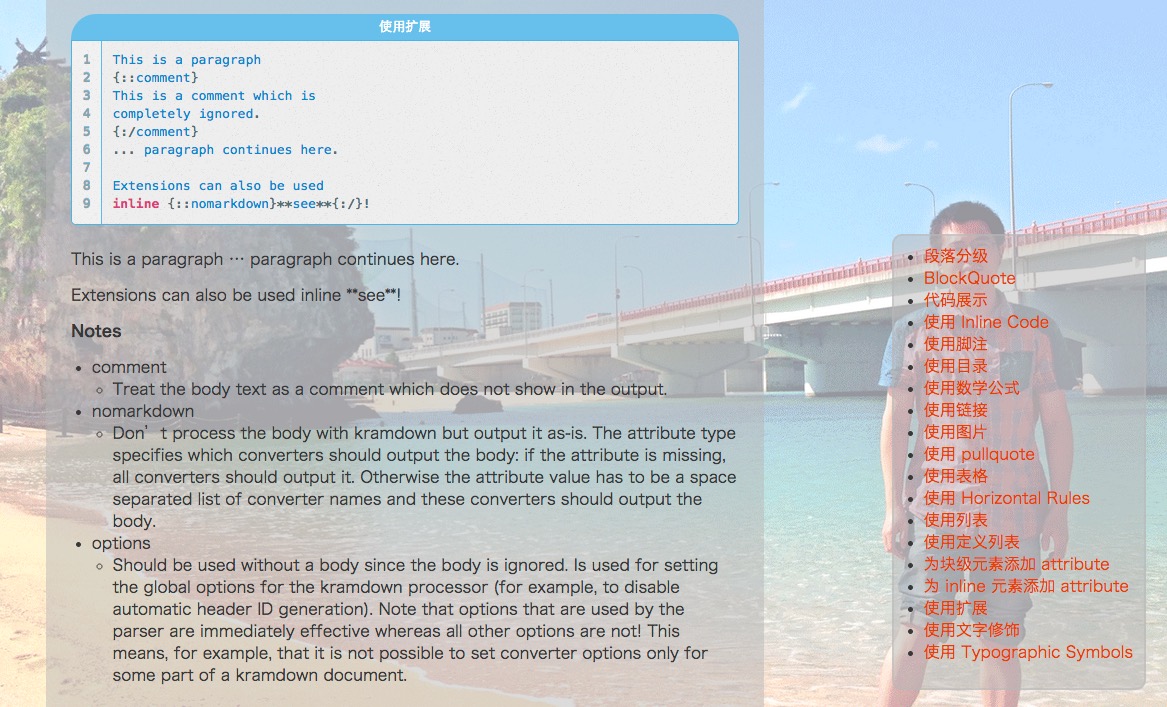 使用扩展
1 This is a paragraph
2 {::comment}
3 This is a comment which is
4 completely ignored.
5 {:/comment}
6 ... paragraph continues here.
7
8 Extensions can also be used
9 inline {::nomarkdown}**see**{:/}!
This is a paragraph … paragraph continues here.
Extensions can also be used inline **see**!
Notes
• comment
◦ Treat the body text as a comment which does not show in the output.
• nomarkdown
◦ Don’t process the body with kramdown but output it as-is. The attribute type
specifies which converters should output the body: if the attribute is missing,
all converters should output it. Otherwise the attribute value has to be a space
separated list of converter names and these converters should output the
body.
• options
◦ Should be used without a body since the body is ignored. Is used for setting
the global options for the kramdown processor (for example, to disable
automatic header ID generation). Note that options that are used by the
parser are immediately effective whereas all other options are not! This
means, for example, that it is not possible to set converter options only for
some part of a kramdown document.
• 段落分级
• BlockQuote
• 代码展示
• 使用 Inline Code
• 使用脚注
• 使用目录
• 使用数学公式
• 使用链接
• 使用图片
• 使用 pullquote
• 使用表格
• 使用 Horizontal Rules
• 使用列表
• 使用定义列表
• 为块级元素添加 attribute
• 为 inline 元素添加 attribute
• 使用扩展
• 使用文字修饰
• 使用 Typographic Symbols